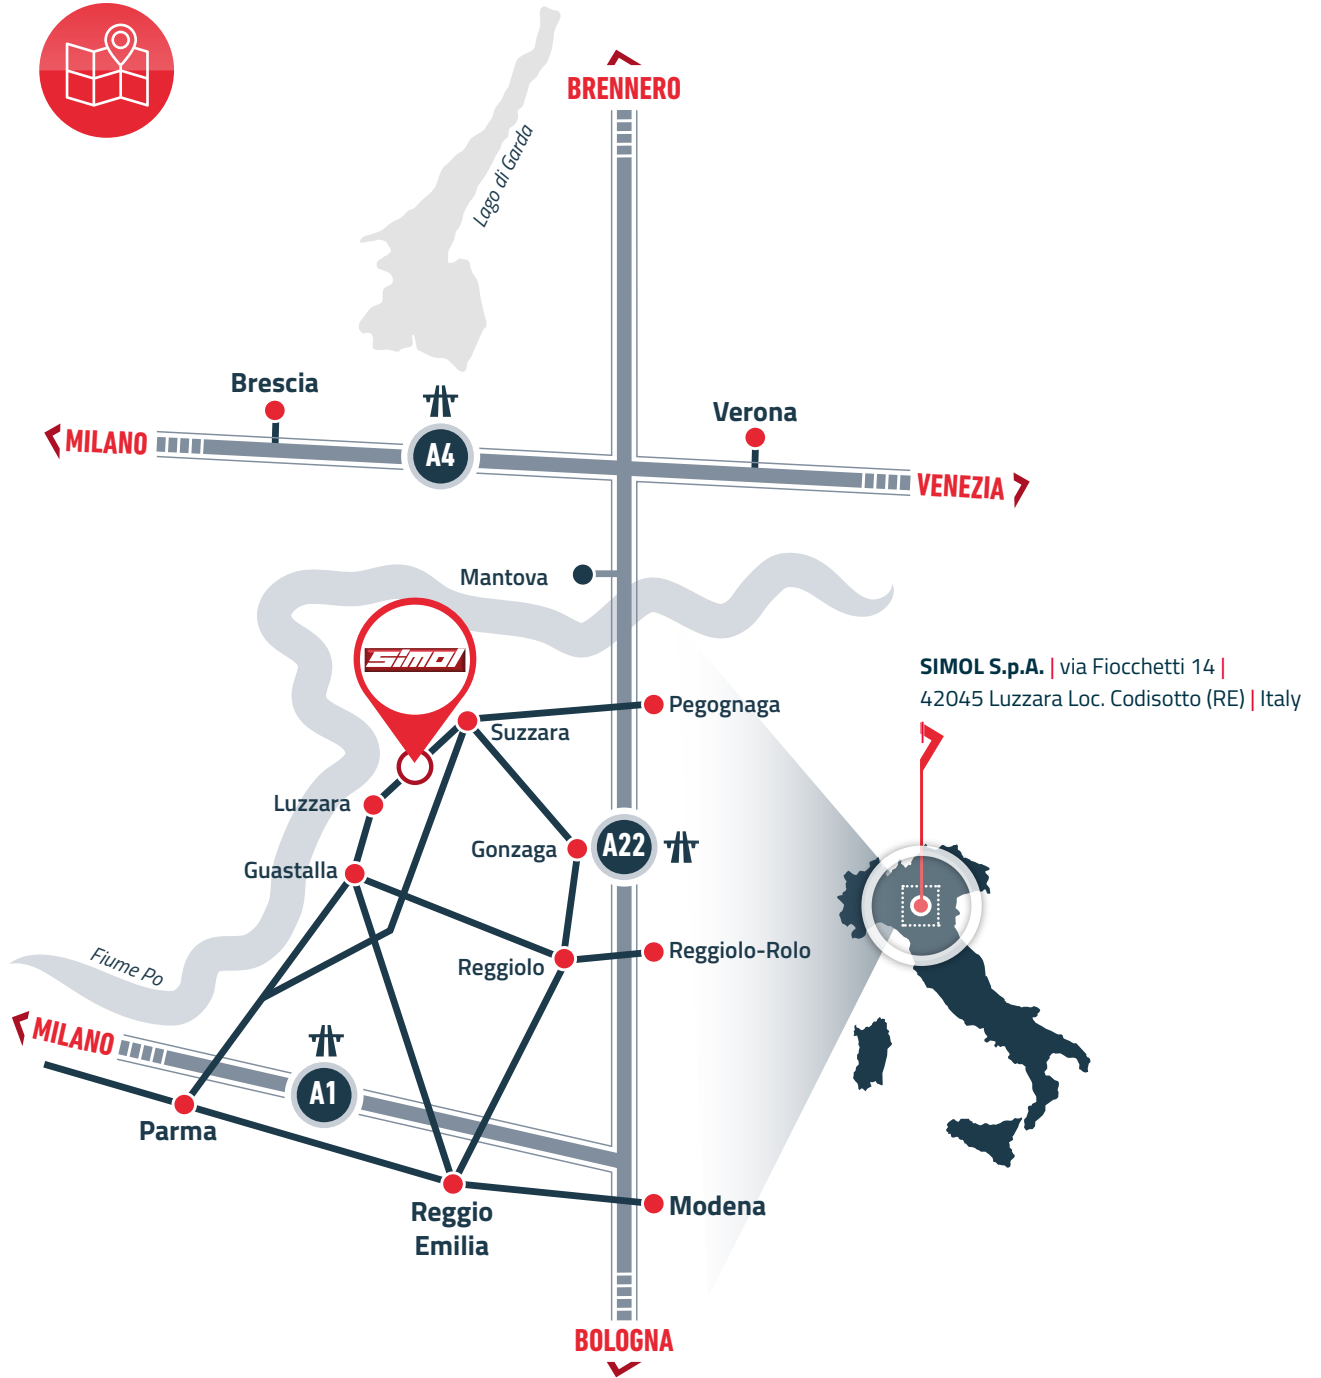 BRENNERO
Lago di Garda
Brescia
Verona
MILANO
A4
VENEZIA
Mantova
simol
SIMOL S.p.A. | via Fiocchetti 14 |
42045 Luzzara Loc. Codisotto (RE) | Italy
Pegognaga
Suzzara
Luzzara
Gonzaga
A22
Guastalla
Reggiolo
Reggiolo-Rolo
Fiume Po
MILANO
A1
Parma
Reggio
Emilia
Modena
BOLOGNA